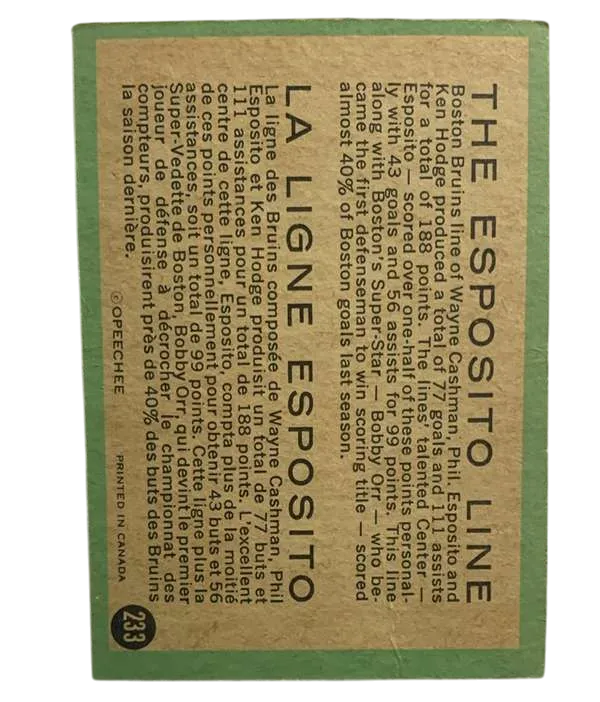 THE ESPOSITO LINE
Boston Bruins line of Wayne Cashman, Phil. Esposito and
Ken Hodge produced a total of 77 goals and 111 assists
for a total of 188 points. The lines' talented Center —
Esposito — scored over one-half of these points personal-
ly with 43 goals and 56 assists for 99 points. This line
along with Boston's Super-Star — Bobby Orr — who be-
came the first defenseman to win scoring title — scored
almost 40% of Boston goals last season.
LA LIGNE ESPOSITO
La ligne des Bruins composée de Wayne Cashman, Phil
Esposito et Ken Hodge produisit un total de 77 buts et
111 assistances pour un total de 188 points. L'excellent
centre de cette ligne, Esposito, compta plus de la moitié
de ces points personnellement pour obtenir 43 buts et 56
assistances, soit un total de 99 points. Cette ligne plus la
Super-Vedette de Boston, Bobby Orr, qui devint le premier
joueur de défense à décrocher le championnat des
compteurs, produisirent près de 40% des buts des Bruins
la saison dernière.
©OPEECHEE PRINTED IN CANADA
233